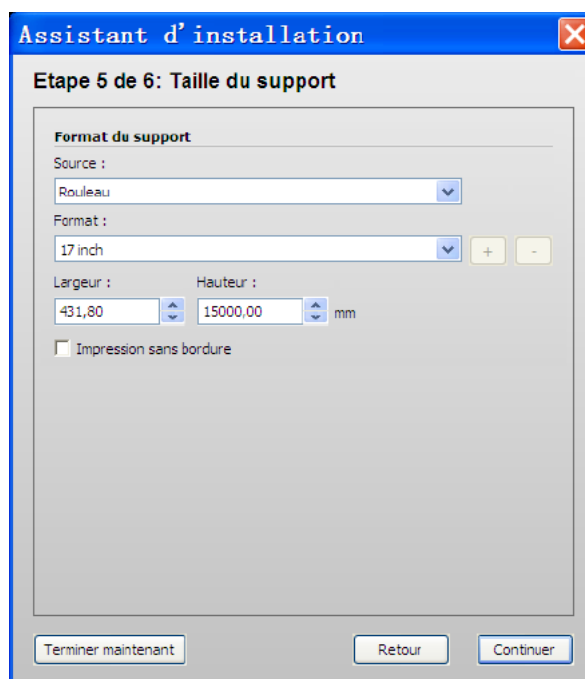 Assistant d'installation
Etape 5 de 6: Taille du support
Format du support
Source :
Rouleau
Format :
17 inch
+ -
Largeur : Hauteur :
431,80 15000,00 mm
Impression sans bordure
Terminer maintenant Retour Continuer